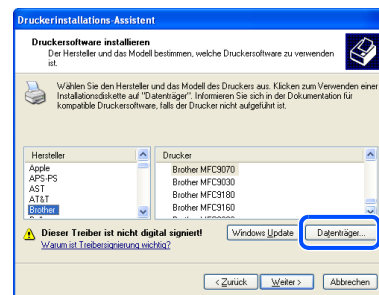 Druckerinstallations-Assistent
Druckersoftware installieren
Der Hersteller und das Modell bestimmen, welche Druckersoftware zu verwenden
ist.
Wählen Sie den Hersteller und das Modell des Druckers aus. Klicken zum Verwenden einer
Installationsdiskette auf "Datenträger". Informieren Sie sich in der Dokumentation für
kompatible Druckersoftware, falls der Drucker nicht aufgeführt ist.
Hersteller
Apple
APS-PS
AST
AT&T
Brother
Drucker
Brother MFC9070
Brother MFC9030
Brother MFC9180
Brother MFC9160
Dieser Treiber ist nicht digital signiert!
Warum ist Treibersignierung wichtig?
Windows Update
Datenträger...
< Zurück
Weiter >
Abbrechen